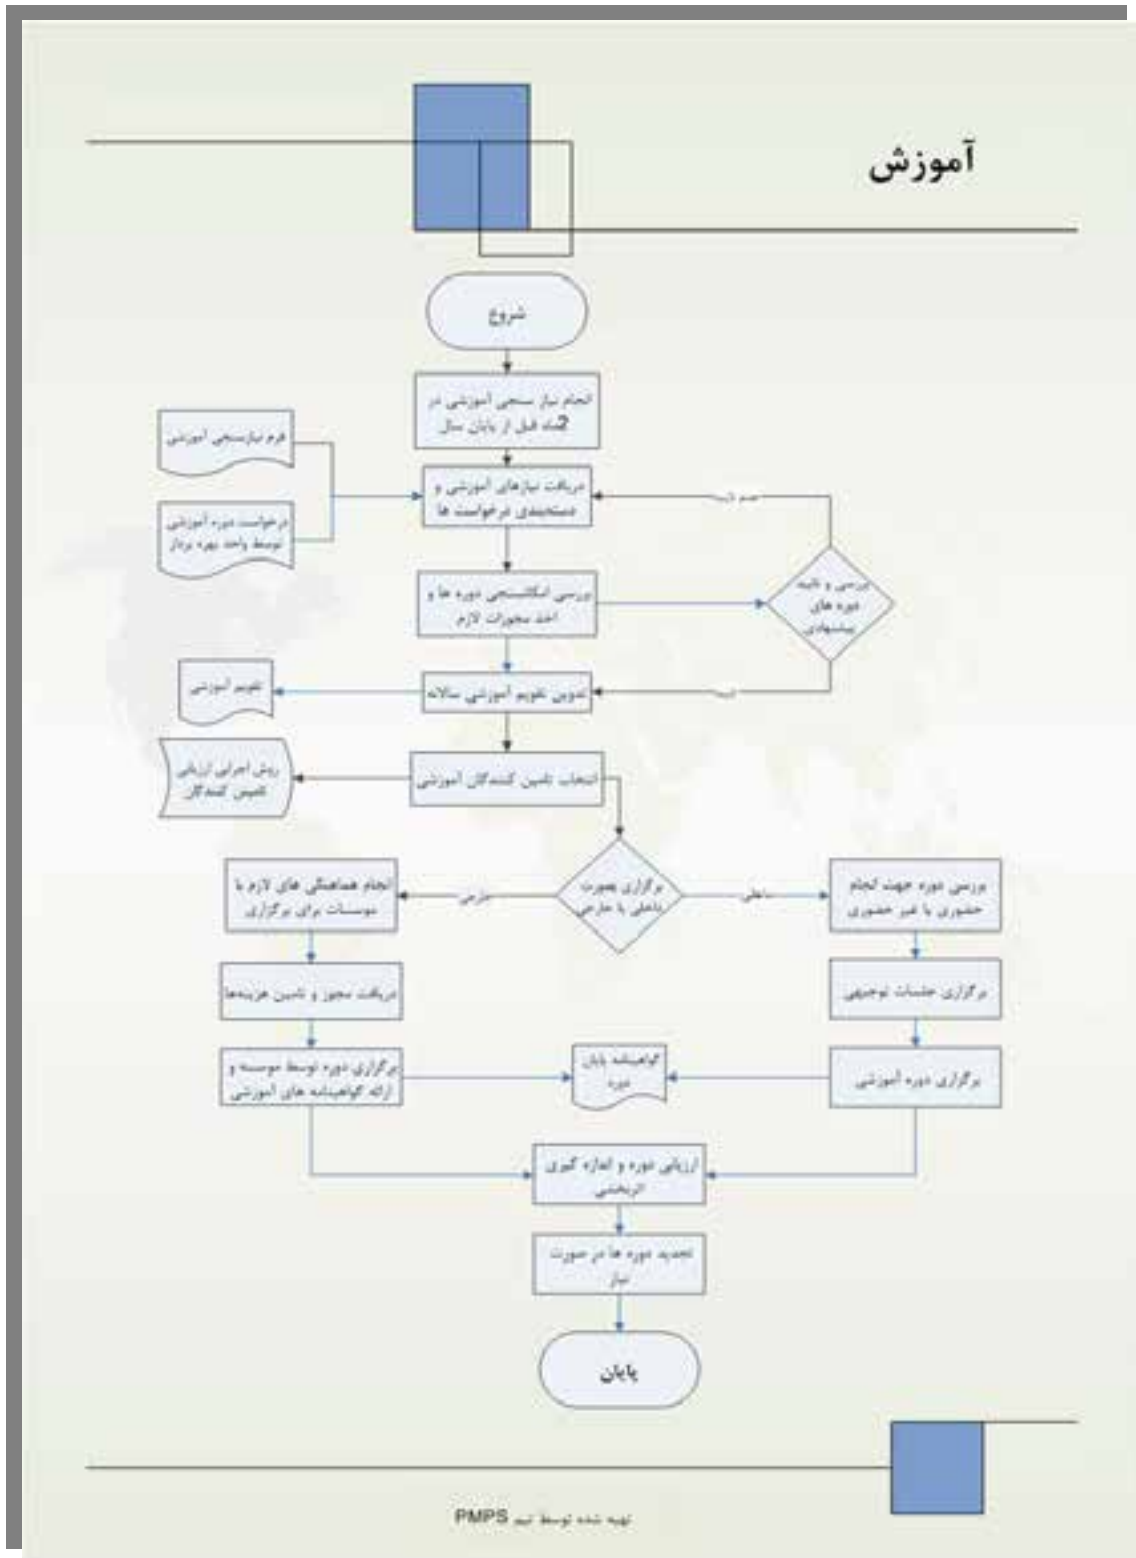 آموزش
شروع
انجام نیاز سنجی آموزشی در
2ماه قبل از پایان سال
فرم نیازسنجی آموزشی
درخواست دوره آموزشی
توسط واحد بهره بردار
دریافت نیازهای آموزشی و
دسته‌بندی درخواست ها
عدم تایید
بررسی امکانسنجی دوره ها و
اخذ مجوزات لازم
بررسی و تایید
دوره های
پیشنهادی
تایید
تدوین تقویم آموزشی سالانه
تقویم آموزشی
انتخاب تامین کنندگان آموزشی
روش اجرایی ارزیابی
تامین کنندگان
برگزاری بصورت
داخلی یا خارجی
داخلی
خارجی
بررسی دوره جهت انجام
حضوری یا غیر حضوری
انجام هماهنگی های لازم با
موسسات برای برگزاری
برگزاری جلسات توجیهی
دریافت مجوز و تامین هزینه‌ها
برگزاری دوره آموزشی
گواهینامه پایان
دوره
برگزاری دوره توسط موسسه و
ارائه گواهینامه های آموزشی
ارزیابی دوره و اندازه گیری
اثربخشی
تجدید دوره ها در صورت
نیاز
پایان
تهیه شده توسط تیم PMPS